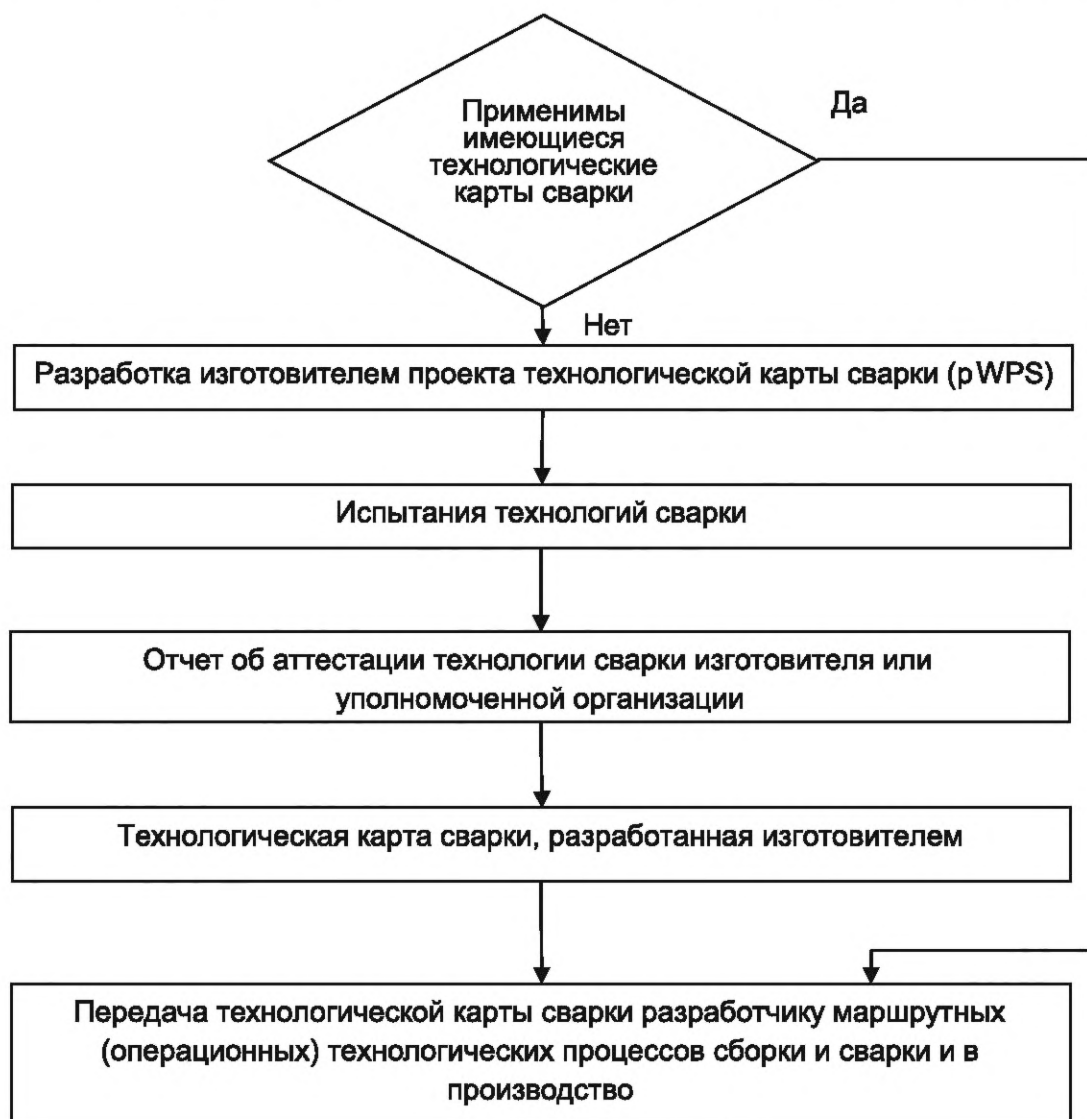 Применимы
имеющиеся
технологические
карты сварки
Да
Нет
Разработка изготовителем проекта технологической карты сварки (pWPS)
Испытания технологий сварки
Отчет об аттестации технологии сварки изготовителя или
уполномоченной организации
Технологическая карта сварки, разработанная изготовителем
Передача технологической карты сварки разработчику маршрутных
(операционных) технологических процессов сборки и сварки и в
производство